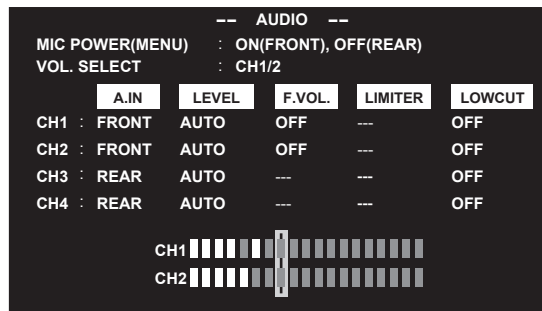 -- AUDIO --
MIC POWER(MENU) : ON(FRONT), OFF(REAR)
VOL. SELECT : CH1/2
A.IN LEVEL F.VOL. LIMITER LOWCUT
CH1 : FRONT AUTO OFF --- OFF
CH2 : FRONT AUTO OFF --- OFF
CH3 : REAR AUTO --- --- OFF
CH4 : REAR AUTO --- --- OFF
CH1
CH2